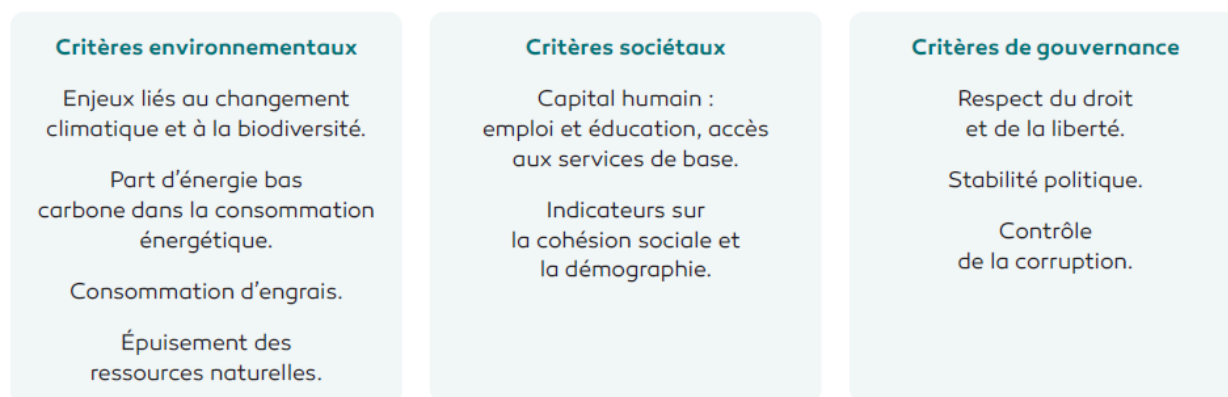 Critères environnementaux
Enjeux liés au changement
climatique et à la biodiversité.
Part d'énergie bas
carbone dans la consommation
énergétique.
Consommation d'engrais.
Épuisement des
ressources naturelles.
Critères sociétaux
Capital humain :
emploi et éducation, accès
aux services de base.
Indicateurs sur
la cohésion sociale et
la démographie.
Critères de gouvernance
Respect du droit
et de la liberté.
Stabilité politique.
Contrôle
de la corruption.